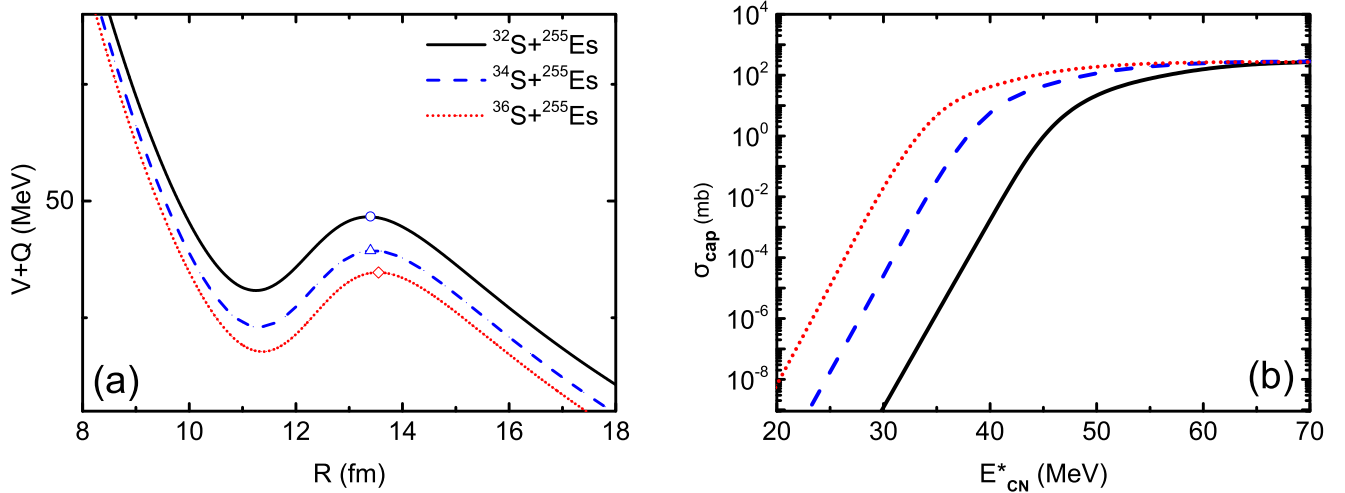 ³²S+²⁵⁵Es
³⁴S+²⁵⁵Es
³⁶S+²⁵⁵Es
V+Q (MeV)
50
(a)
8 10 12 14 16 18
R (fm)
10⁴
10²
10⁰
10⁻²
10⁻⁴
10⁻⁶
10⁻⁸
σcap (mb)
(b)
20 30 40 50 60 70
E*CN (MeV)